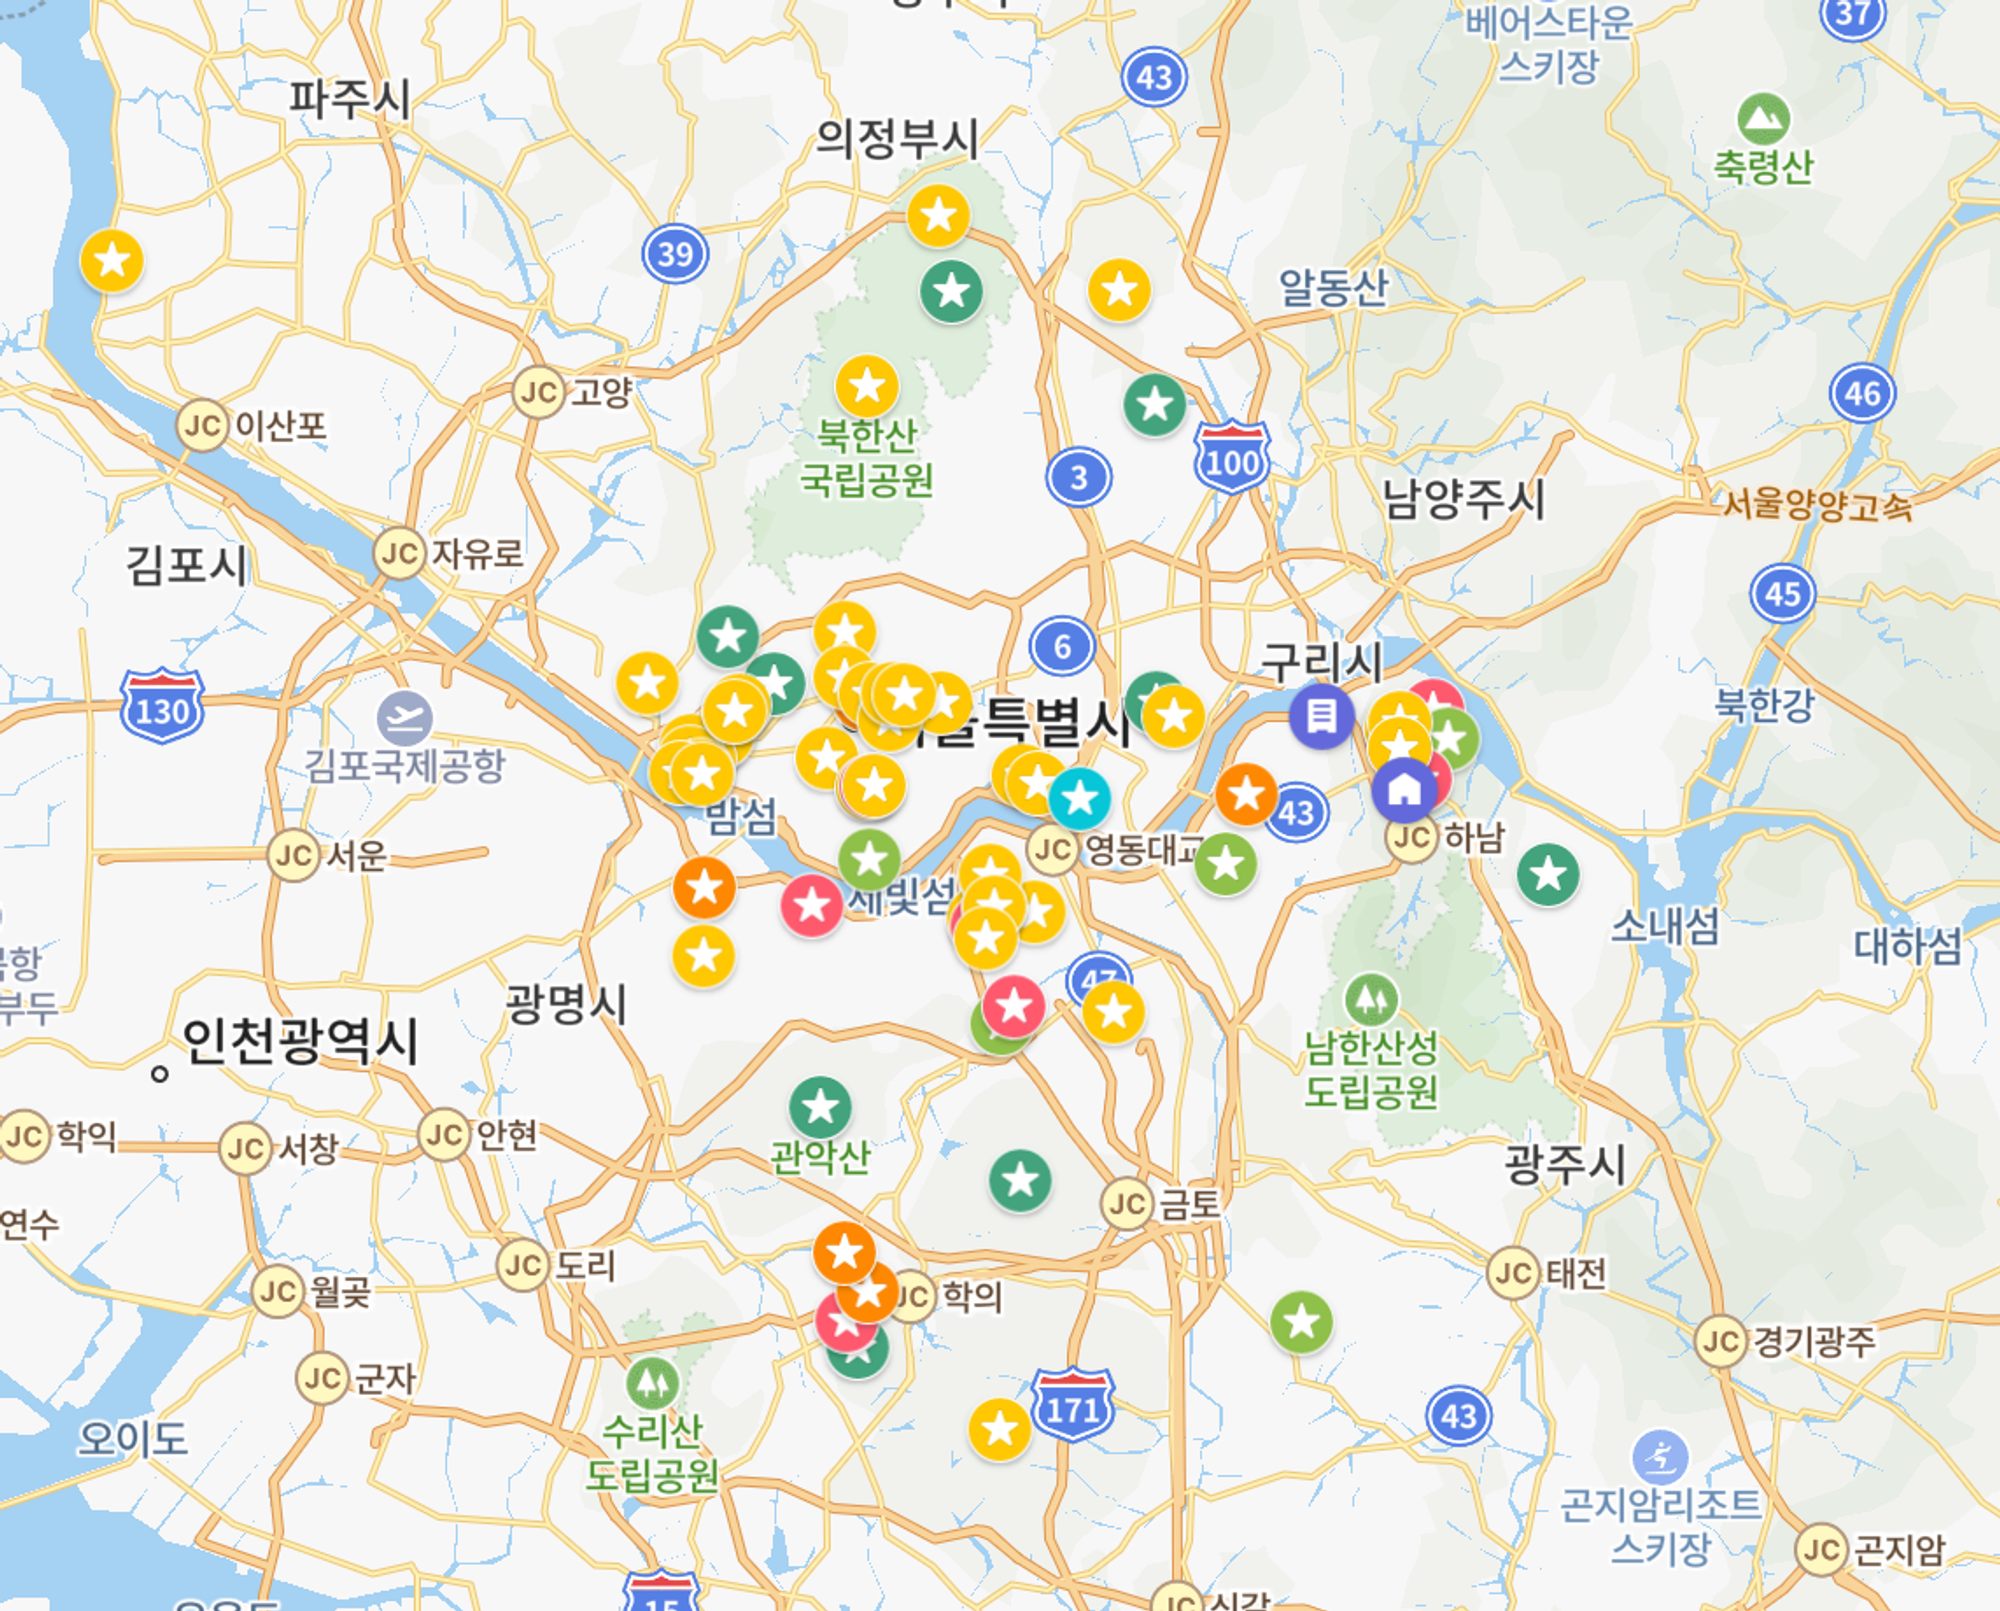 37
베어스타운
스키장
43
파주시
의정부시
축령산
39
알동산
고양
JC
이산포
JC
46
북한산
국립공원
3
100
남양주시
서울양양고속
김포시
JC
자유로
45
6
구리시
130
북한강
김포국제공항
울특별시
밤섬
43
JC
영동대교
JC
하남
JC
서운
세빛섬
소내섬
대하섬
항
부두
47
광명시
인천광역시
남한산성
도립공원
JC
학익
JC
서창
JC
안현
관악산
광주시
연수
JC
금토
JC
도리
JC
태전
JC
월곶
JC
학의
JC
경기광주
JC
군자
171
43
오이도
수리산
도립공원
곤지암리조트
스키장
JC
곤지암
15
JC
신갈